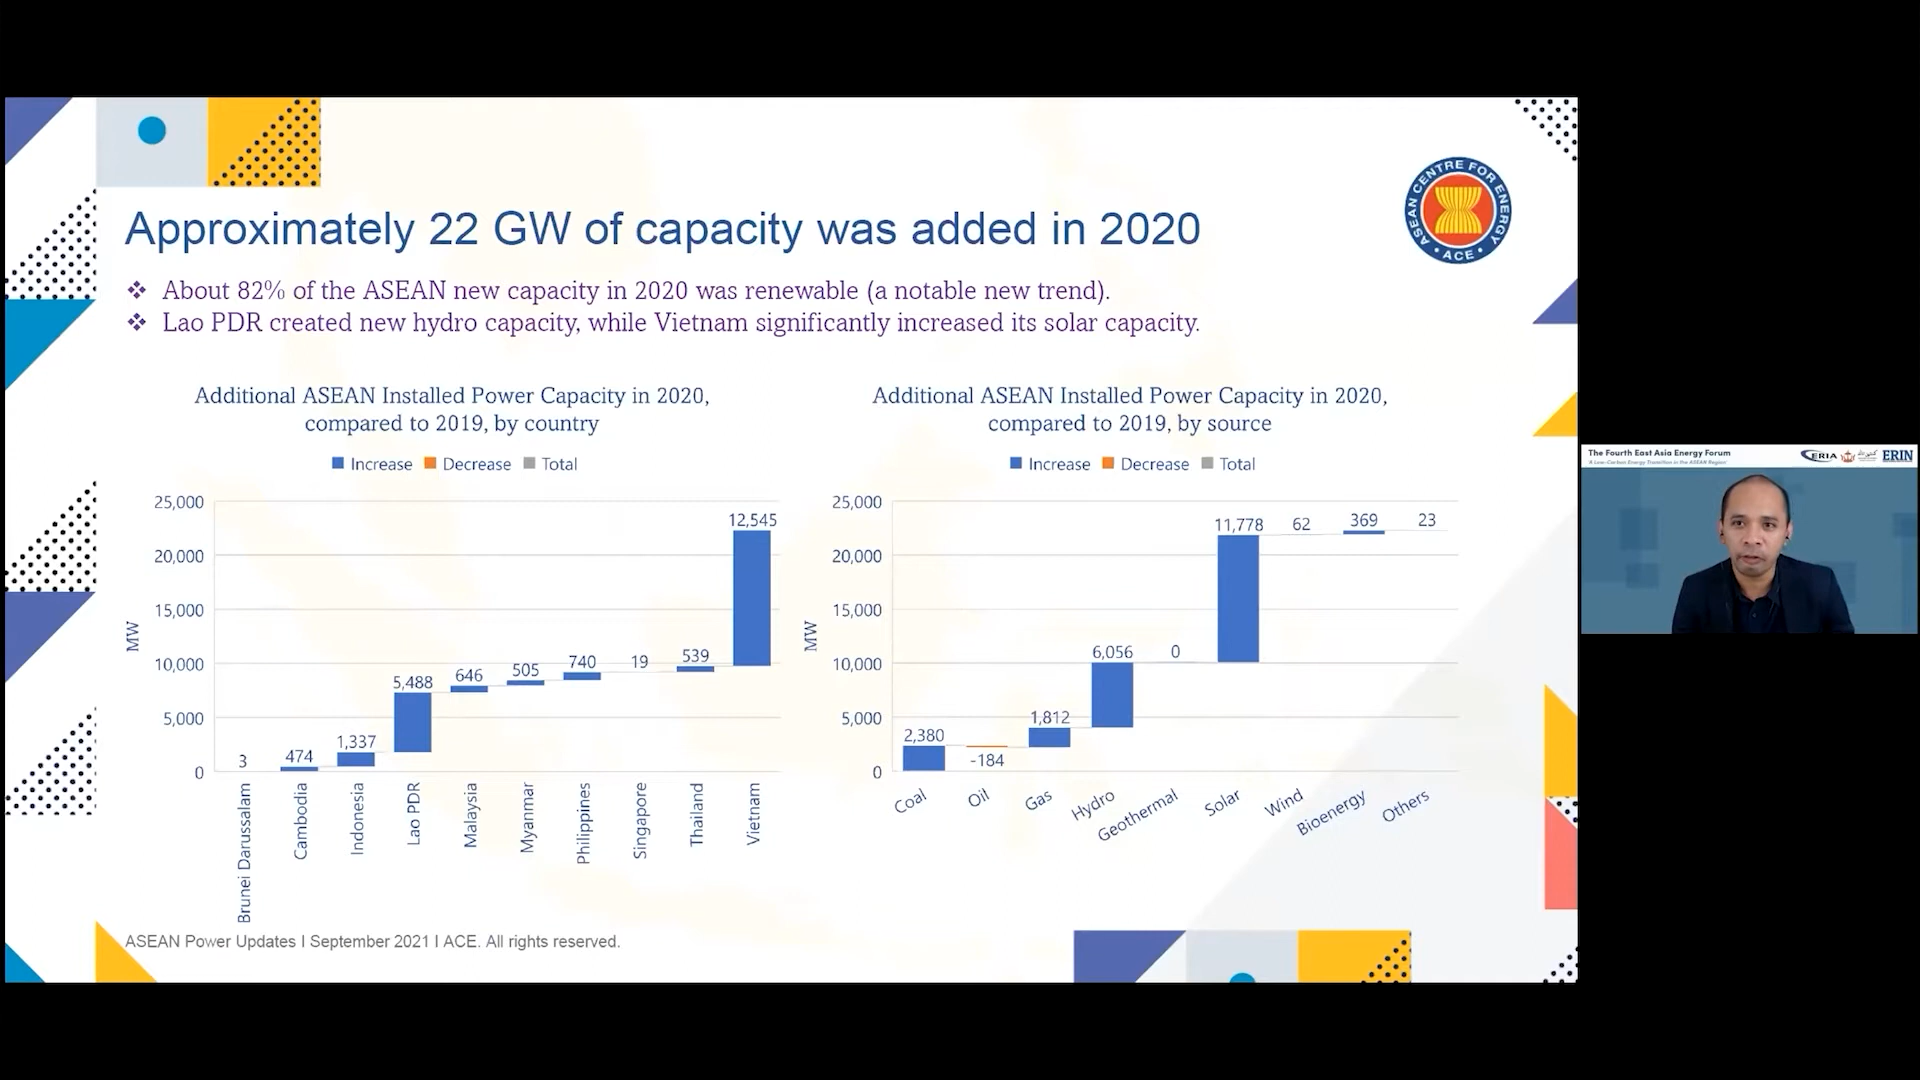 Approximately 22 GW of capacity was added in 2020
ASEAN CENTRE FOR ENERGY
• ACE •
❖ About 82% of the ASEAN new capacity in 2020 was renewable (a notable new trend).
❖ Lao PDR created new hydro capacity, while Vietnam significantly increased its solar capacity.
Additional ASEAN Installed Power Capacity in 2020,
compared to 2019, by country
Increase Decrease Total
25,000
20,000
15,000
10,000
5,000
0
MW
3
474
1,337
5,488
646
505
740
19
539
12,545
Brunei Darussalam
Cambodia
Indonesia
Lao PDR
Malaysia
Myanmar
Philippines
Singapore
Thailand
Vietnam
Additional ASEAN Installed Power Capacity in 2020,
compared to 2019, by source
Increase Decrease Total
25,000
20,000
15,000
10,000
5,000
0
MW
2,380
-184
1,812
6,056
0
11,778
62
369
23
Coal
Oil
Gas
Hydro
Geothermal
Solar
Wind
Bioenergy
Others
ASEAN Power Updates I September 2021 I ACE. All rights reserved.
The Fourth East Asia Energy Forum
A Low-Carbon Energy Transition in the ASEAN Region
ERIA
ERIN